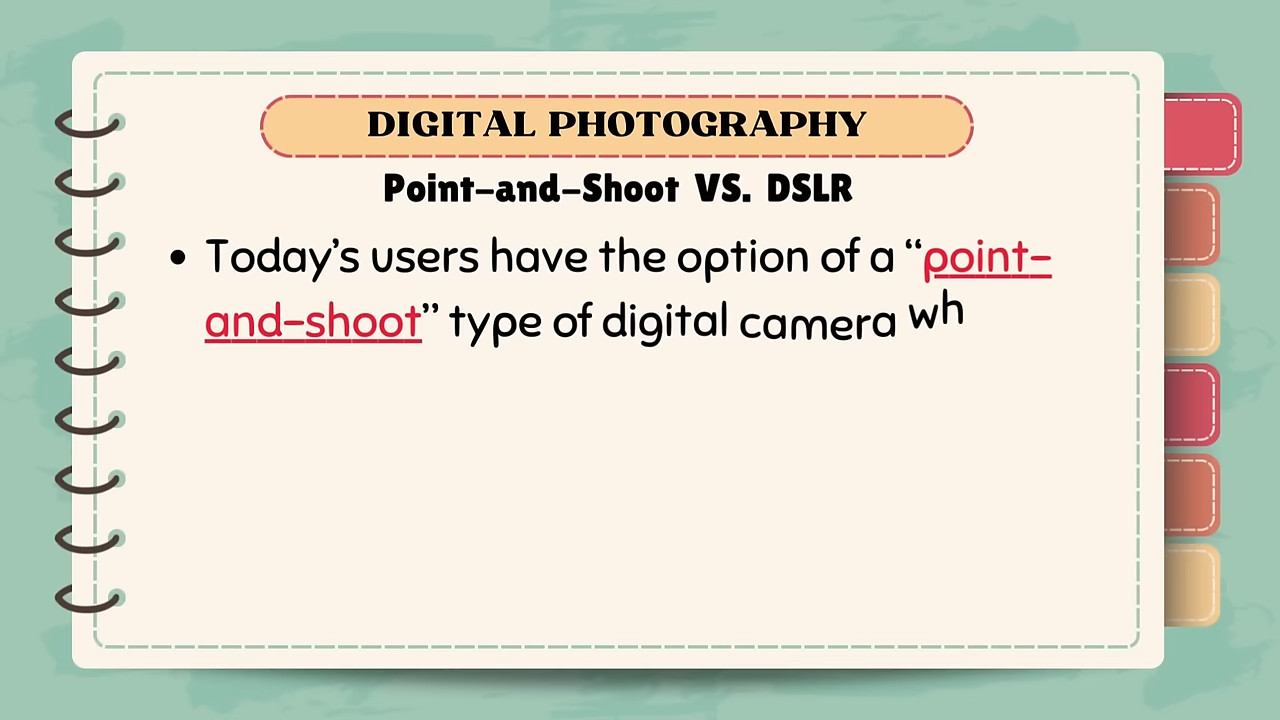 DIGITAL PHOTOGRAPHY
Point-and-Shoot VS. DSLR
• Today’s users have the option of a “point-
and-shoot” type of digital camera wh